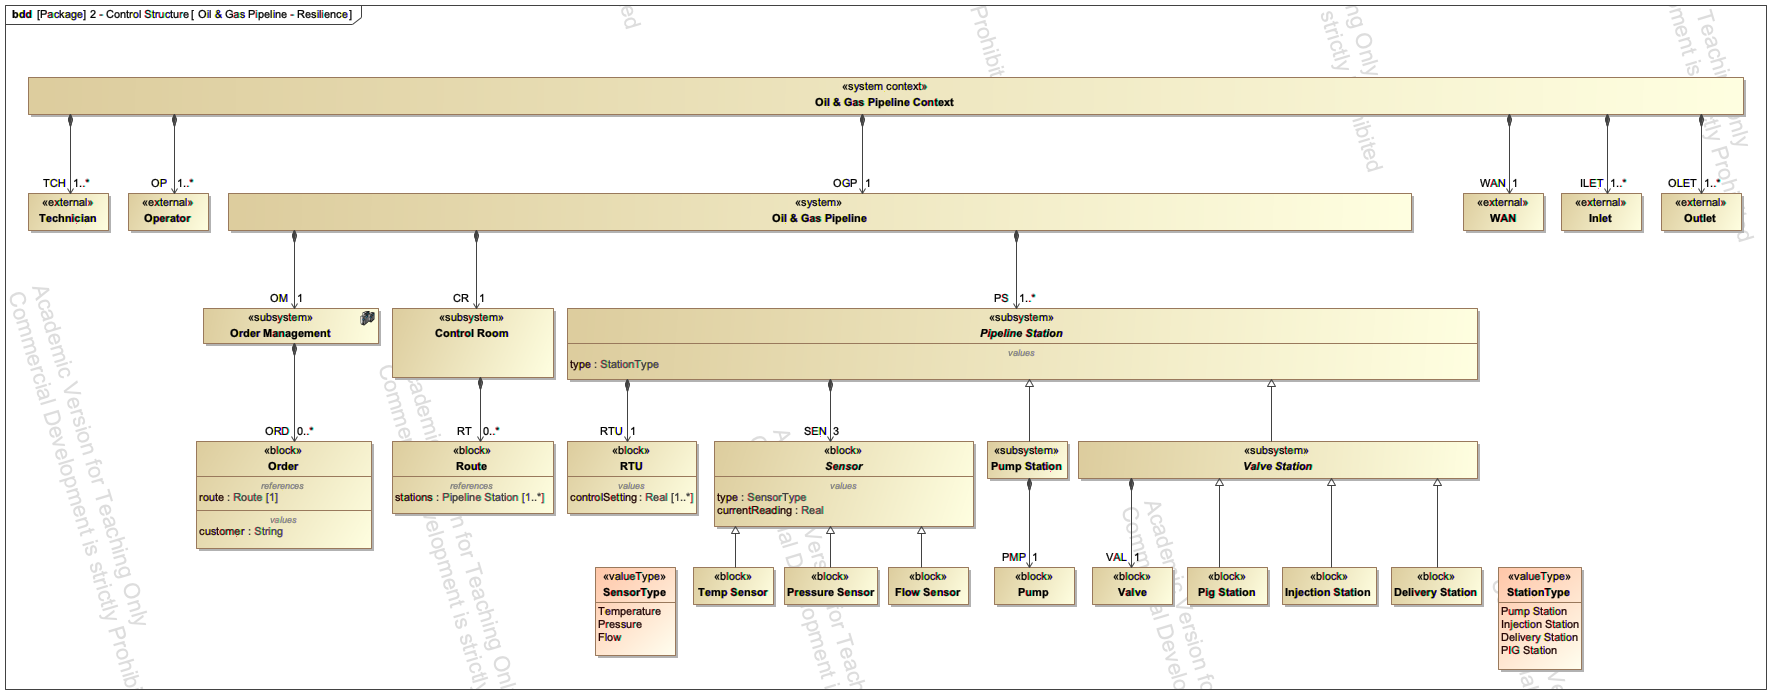 bdd [Package] 2 - Control Structure [ Oil & Gas Pipeline - Resilience]
«system context»
Oil & Gas Pipeline Context
TCH 1..*
OP 1..*
OGP 1
WAN 1
ILET 1..*
OLET 1..*
«external»
Technician
«external»
Operator
«system»
Oil & Gas Pipeline
«external»
WAN
«external»
Inlet
«external»
Outlet
OM 1
CR 1
PS 1..*
«subsystem»
Order Management
«subsystem»
Control Room
«subsystem»
Pipeline Station
values
type : StationType
ORD 0..*
RT 0..*
RTU 1
SEN 3
«block»
Order
references
route : Route [1]
values
customer : String
«block»
Route
references
stations : Pipeline Station [1..*]
«block»
RTU
values
controlSetting : Real [1..*]
«block»
Sensor
values
type : SensorType
currentReading : Real
«subsystem»
Pump Station
«subsystem»
Valve Station
PMP 1
VAL 1
«valueType»
SensorType
Temperature
Pressure
Flow
«block»
Temp Sensor
«block»
Pressure Sensor
«block»
Flow Sensor
«block»
Pump
«block»
Valve
«block»
Pig Station
«block»
Injection Station
«block»
Delivery Station
«valueType»
StationType
Pump Station
Injection Station
Delivery Station
PIG Station
Academic Version for Teaching Only
Commercial Development is strictly Prohibited